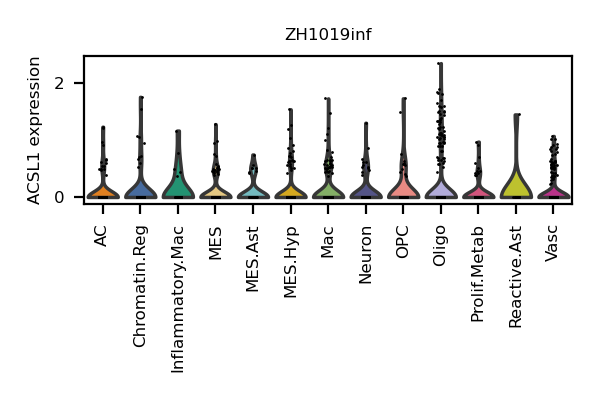 ZH1019inf
ACSL1 expression
2
0
AC
Chromatin.Reg
Inflammatory.Mac
MES
MES.Ast
MES.Hyp
Mac
Neuron
OPC
Oligo
Prolif.Metab
Reactive.Ast
Vasc